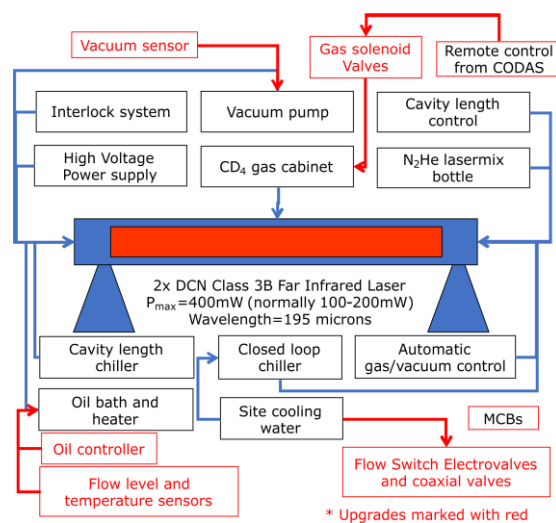 Vacuum sensor
Gas solenoid
Valves
Remote control
from CODAS
Interlock system
Vacuum pump
Cavity length
control
High Voltage
Power supply
CD₄ gas cabinet
N₂He lasermix
bottle
2x DCN Class 3B Far Infrared Laser
Pₘₐₓ=400mW (normally 100-200mW)
Wavelength=195 microns
Cavity length
chiller
Closed loop
chiller
Automatic
gas/vacuum control
Oil bath and
heater
Site cooling
water
MCBs
Oil controller
Flow level and
temperature sensors
Flow Switch Electrovalves
and coaxial valves
* Upgrades marked with red